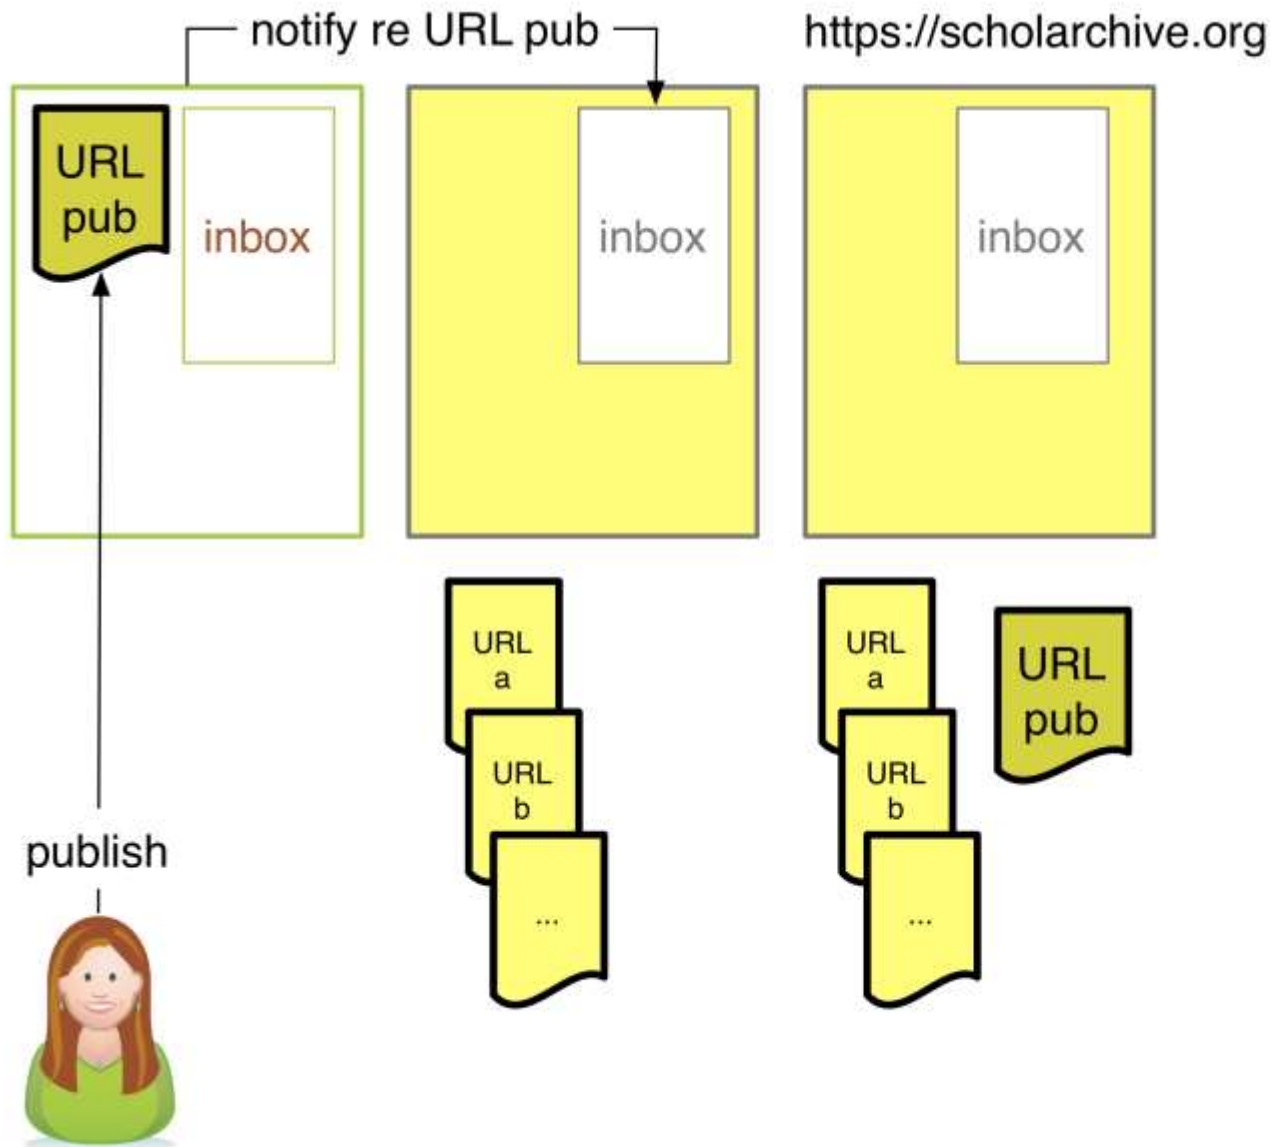 notify re URL pub
https://scholarchive.org
URL
pub
inbox
inbox
inbox
URL
a
URL
b
...
URL
a
URL
b
...
URL
pub
publish